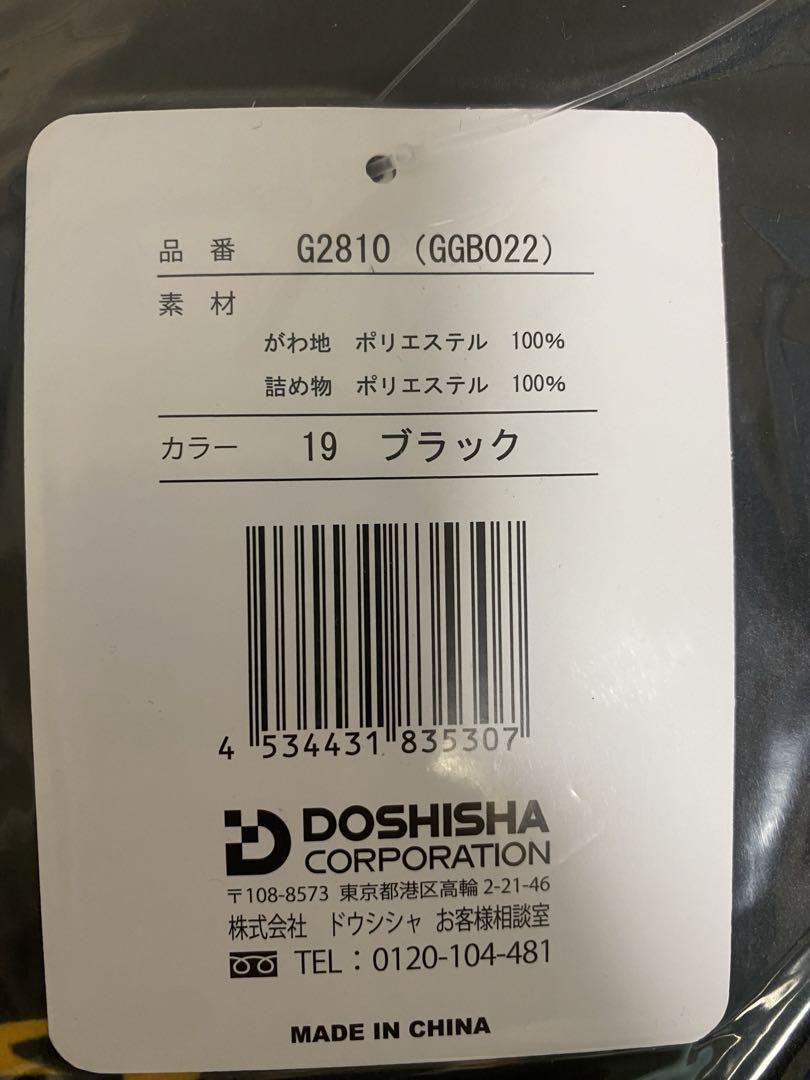 品番 G2810 (GGB022)
素材
がわ地 ポリエステル 100%
詰め物 ポリエステル 100%
カラー 19 ブラック
4 534431 835307
DOSHISHA
CORPORATION
〒108-8573 東京都港区高輪 2-21-46
株式会社 ドウシシャ お客様相談室
TEL：0120-104-481
MADE IN CHINA